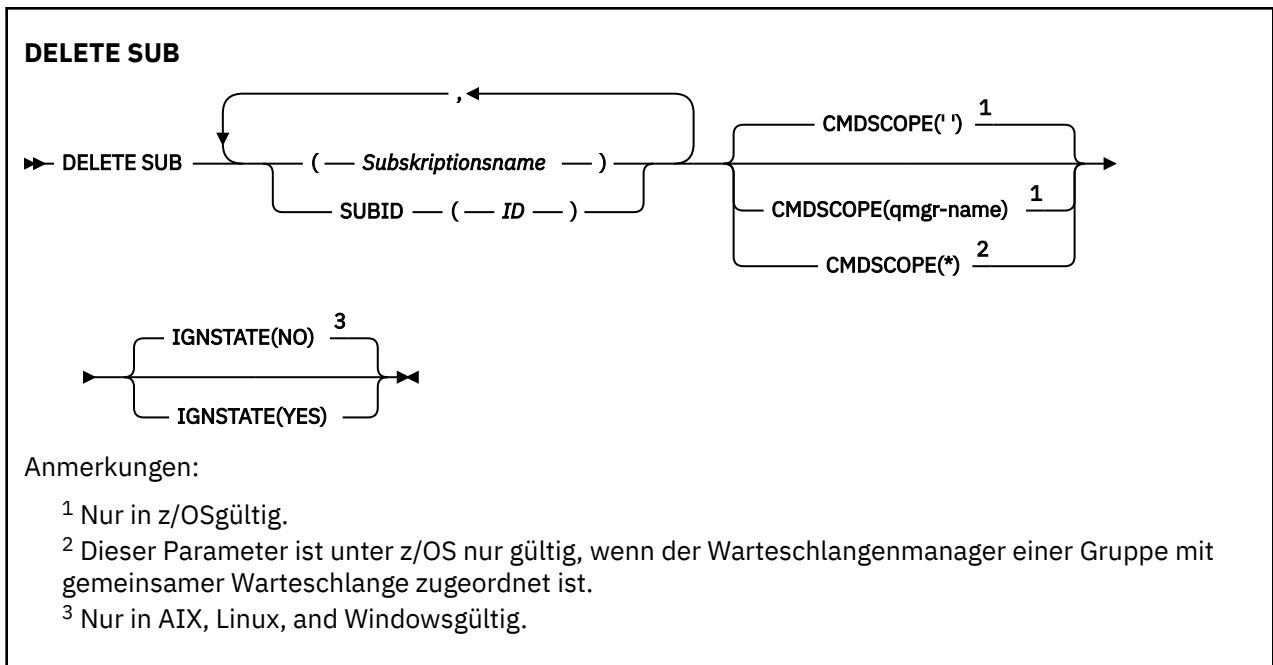 DELETE SUB
,
DELETE SUB ( Subskriptionsname )
SUBID ( ID )
CMDSCOPE(' ') 1
CMDSCOPE(qmgr-name) 1
CMDSCOPE(*) 2
IGNSTATE(NO) 3
IGNSTATE(YES)
Anmerkungen:
1 Nur in z/OSgültig.
2 Dieser Parameter ist unter z/OS nur gültig, wenn der Warteschlangenmanager einer Gruppe mit
gemeinsamer Warteschlange zugeordnet ist.
3 Nur in AIX, Linux, and Windowsgültig.